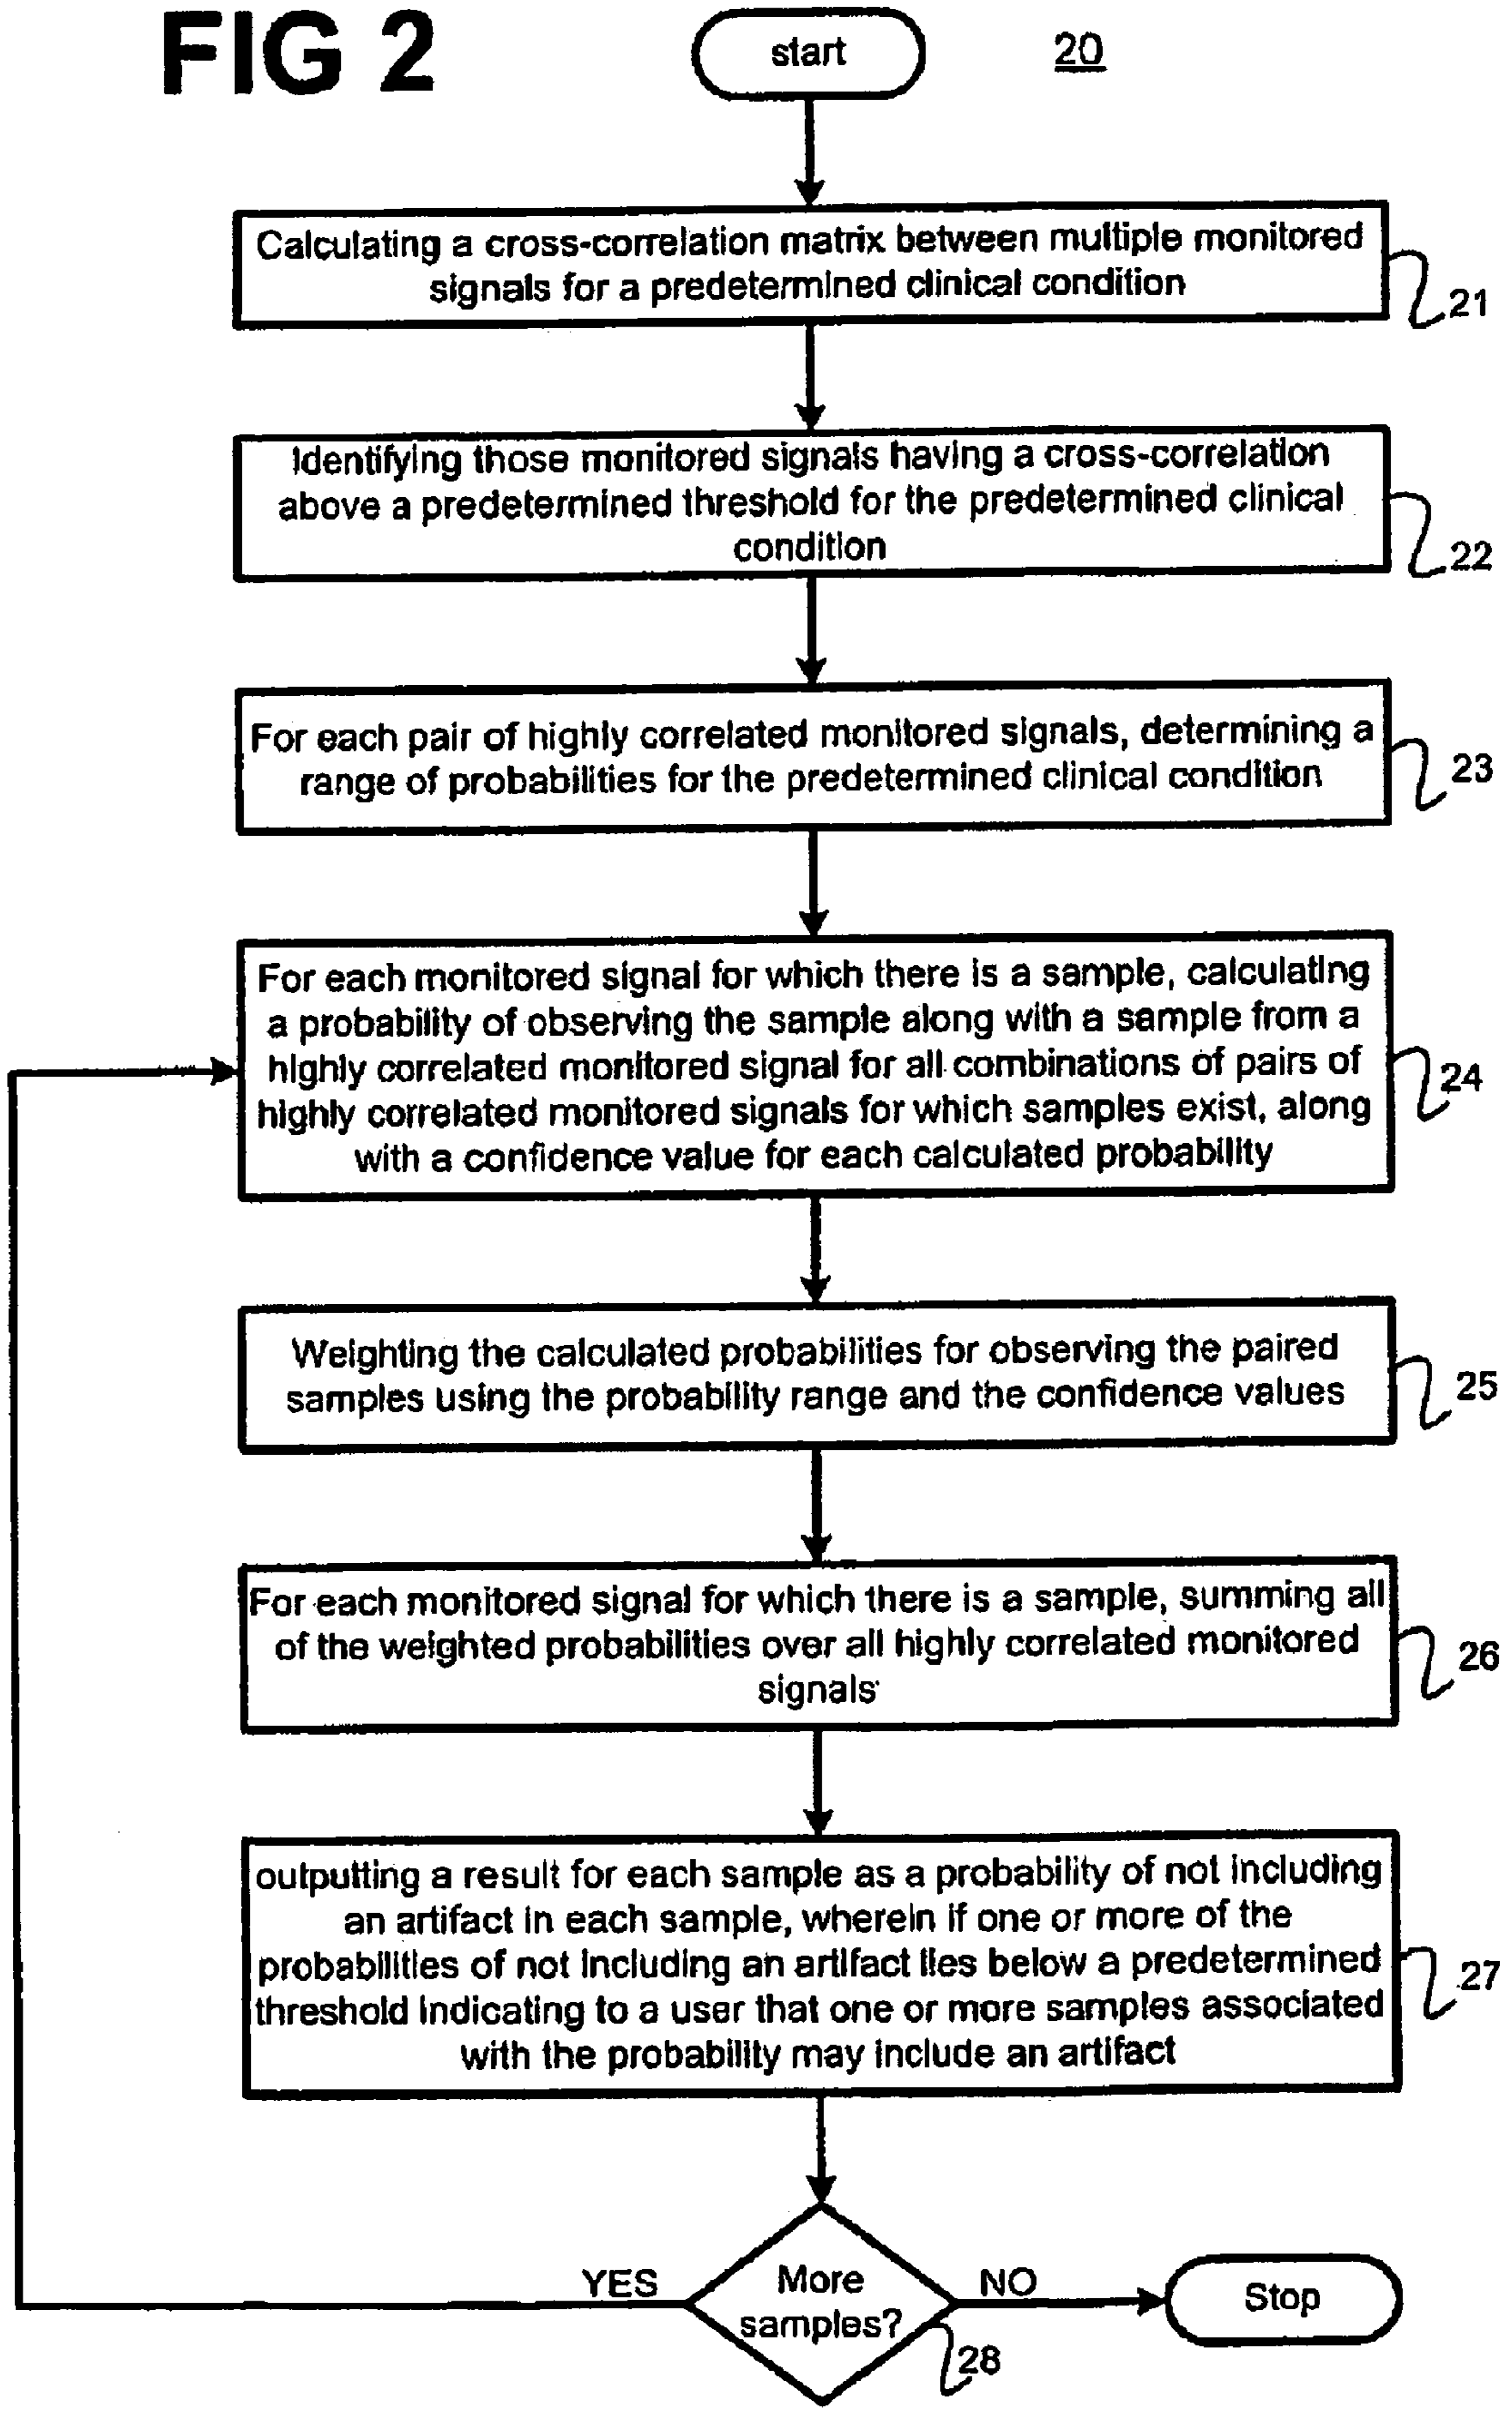 FIG 2
start
20
Calculating a cross-correlation matrix between multiple monitored
signals for a predetermined clinical condition
21
Identifying those monitored signals having a cross-correlation
above a predetermined threshold for the predetermined clinical
condition
22
For each pair of highly correlated monitored signals, determining a
range of probabilities for the predetermined clinical condition
23
For each monitored signal for which there is a sample, calculating
a probability of observing the sample along with a sample from a
highly correlated monitored signal for all combinations of pairs of
highly correlated monitored signals for which samples exist, along
with a confidence value for each calculated probability
24
Weighting the calculated probabilities for observing the paired
samples using the probability range and the confidence values
25
For each monitored signal for which there is a sample, summing all
of the weighted probabilities over all highly correlated monitored
signals
26
outputting a result for each sample as a probability of not including
an artifact in each sample, wherein if one or more of the
probabilities of not including an artifact lies below a predetermined
threshold indicating to a user that one or more samples associated
with the probability may include an artifact
27
YES
More
samples?
NO
Stop
28